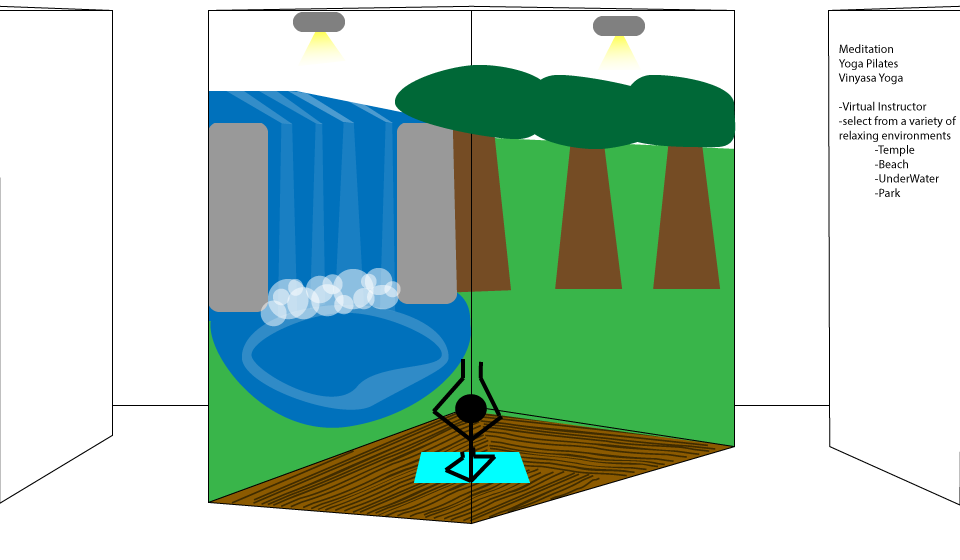 Meditation
Yoga Pilates
Vinyasa Yoga
-Virtual Instructor
-select from a variety of
relaxing environments
-Temple
-Beach
-UnderWater
-Park